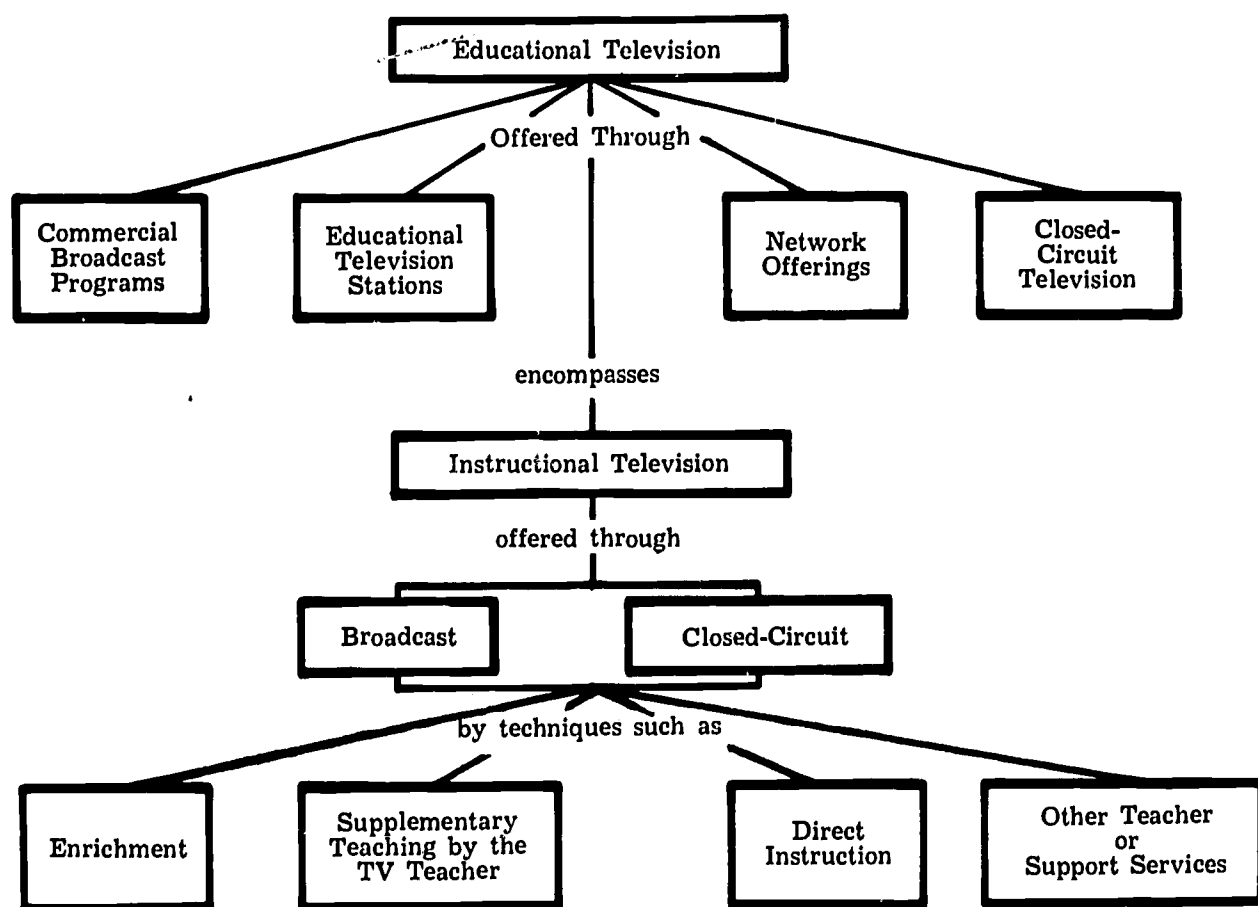 Educational Television
Offered Through
Commercial
Broadcast
Programs
Educational
Television
Stations
Network
Offerings
Closed-
Circuit
Television
encompasses
Instructional Television
offered through
Broadcast
Closed-Circuit
by techniques such as
Enrichment
Supplementary
Teaching by the
TV Teacher
Direct
Instruction
Other Teacher
or
Support Services